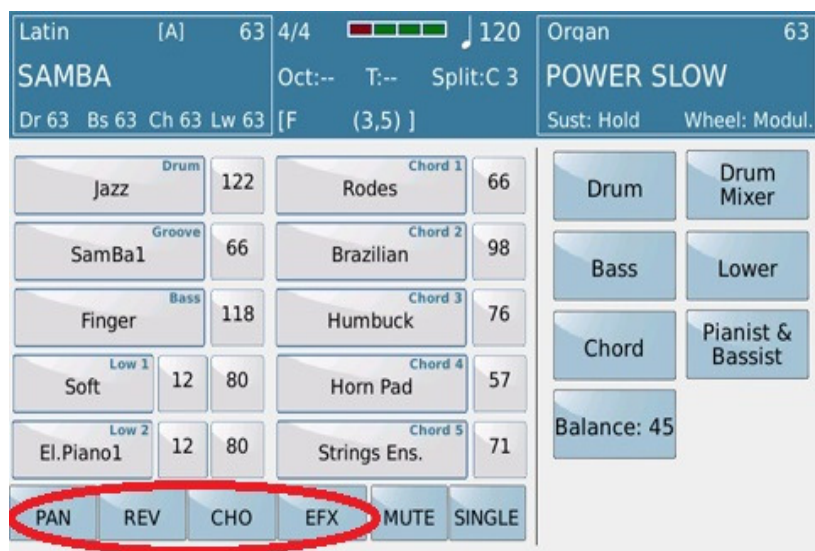 Latin [A] 63 4/4 120 Organ 63
SAMBA Oct:-- T:-- Split:C 3 POWER SLOW
Dr 63 Bs 63 Ch 63 Lw 63 [F (3,5) ] Sust: Hold Wheel: Modul.
Drum
Jazz 122
Chord 1
Rodes 66
Groove
SamBa1 66
Chord 2
Brazilian 98
Bass
Finger 118
Chord 3
Humbuck 76
Low 1
Soft 12 80
Chord 4
Horn Pad 57
Low 2
El.Piano1 12 80
Chord 5
Strings Ens. 71
PAN REV CHO EFX MUTE SINGLE
Drum
Drum
Mixer
Bass
Lower
Chord
Pianist &
Bassist
Balance: 45